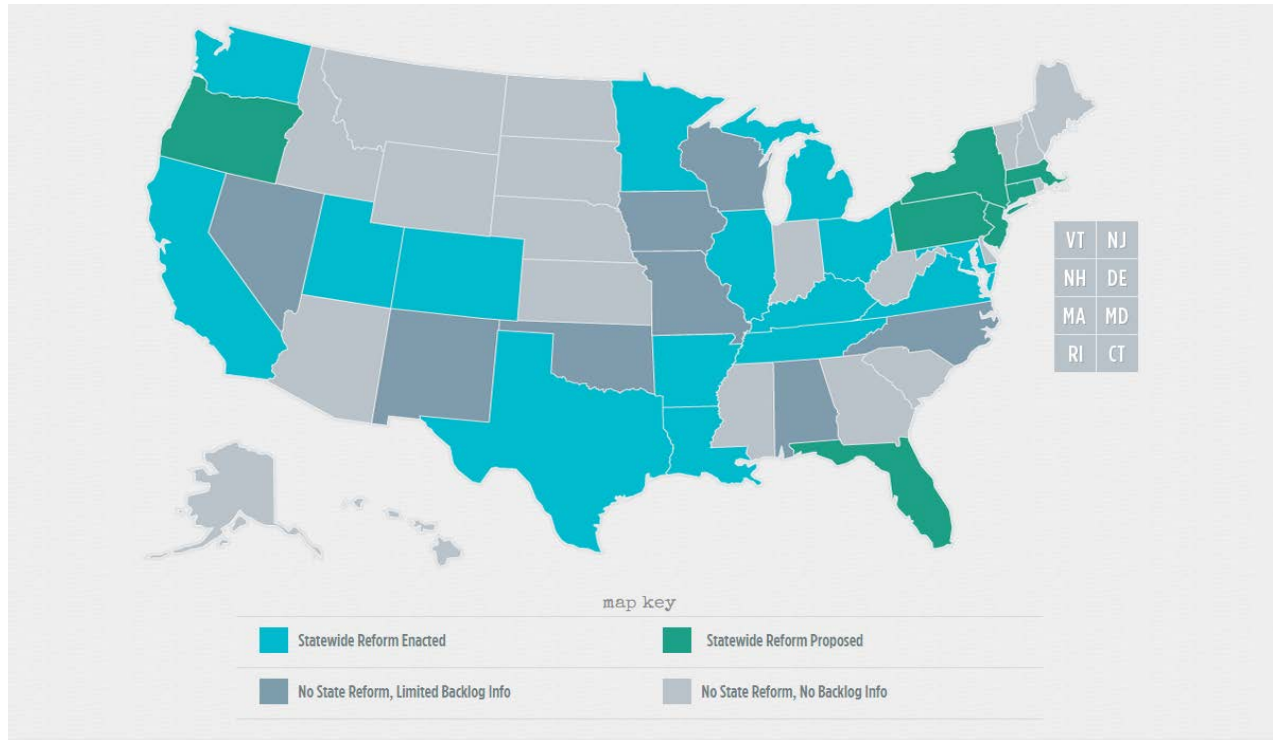 VT NJ
NH DE
MA MD
RI CT
map key
Statewide Reform Enacted
Statewide Reform Proposed
No State Reform, Limited Backlog Info
No State Reform, No Backlog Info